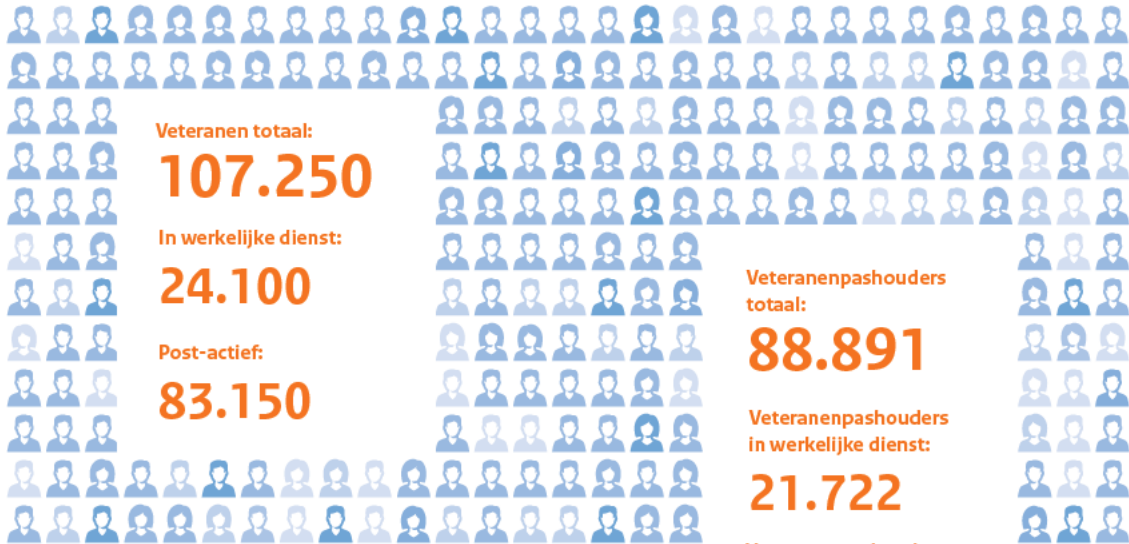 Veteranen totaal:
107.250
In werkelijke dienst:
24.100
Post-actief:
83.150
Veteranenpashouders
totaal:
88.891
Veteranenpashouders
in werkelijke dienst:
21.722